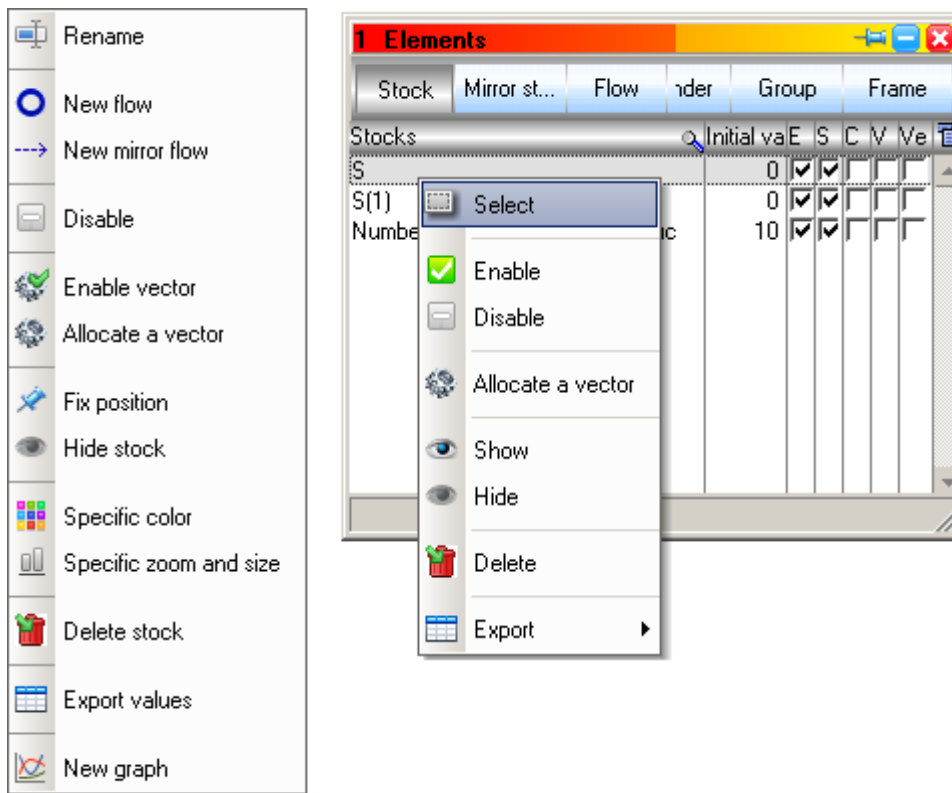 Rename
New flow
New mirror flow
Disable
Enable vector
Allocate a vector
Fix position
Hide stock
Specific color
Specific zoom and size
Delete stock
Export values
New graph
1 Elements
Stock Mirror st... Flow Group Frame
Stocks Initial va E S C V Ve
S 0
S(1) 0
Numbe ıc 10
Select
Enable
Disable
Allocate a vector
Show
Hide
Delete
Export